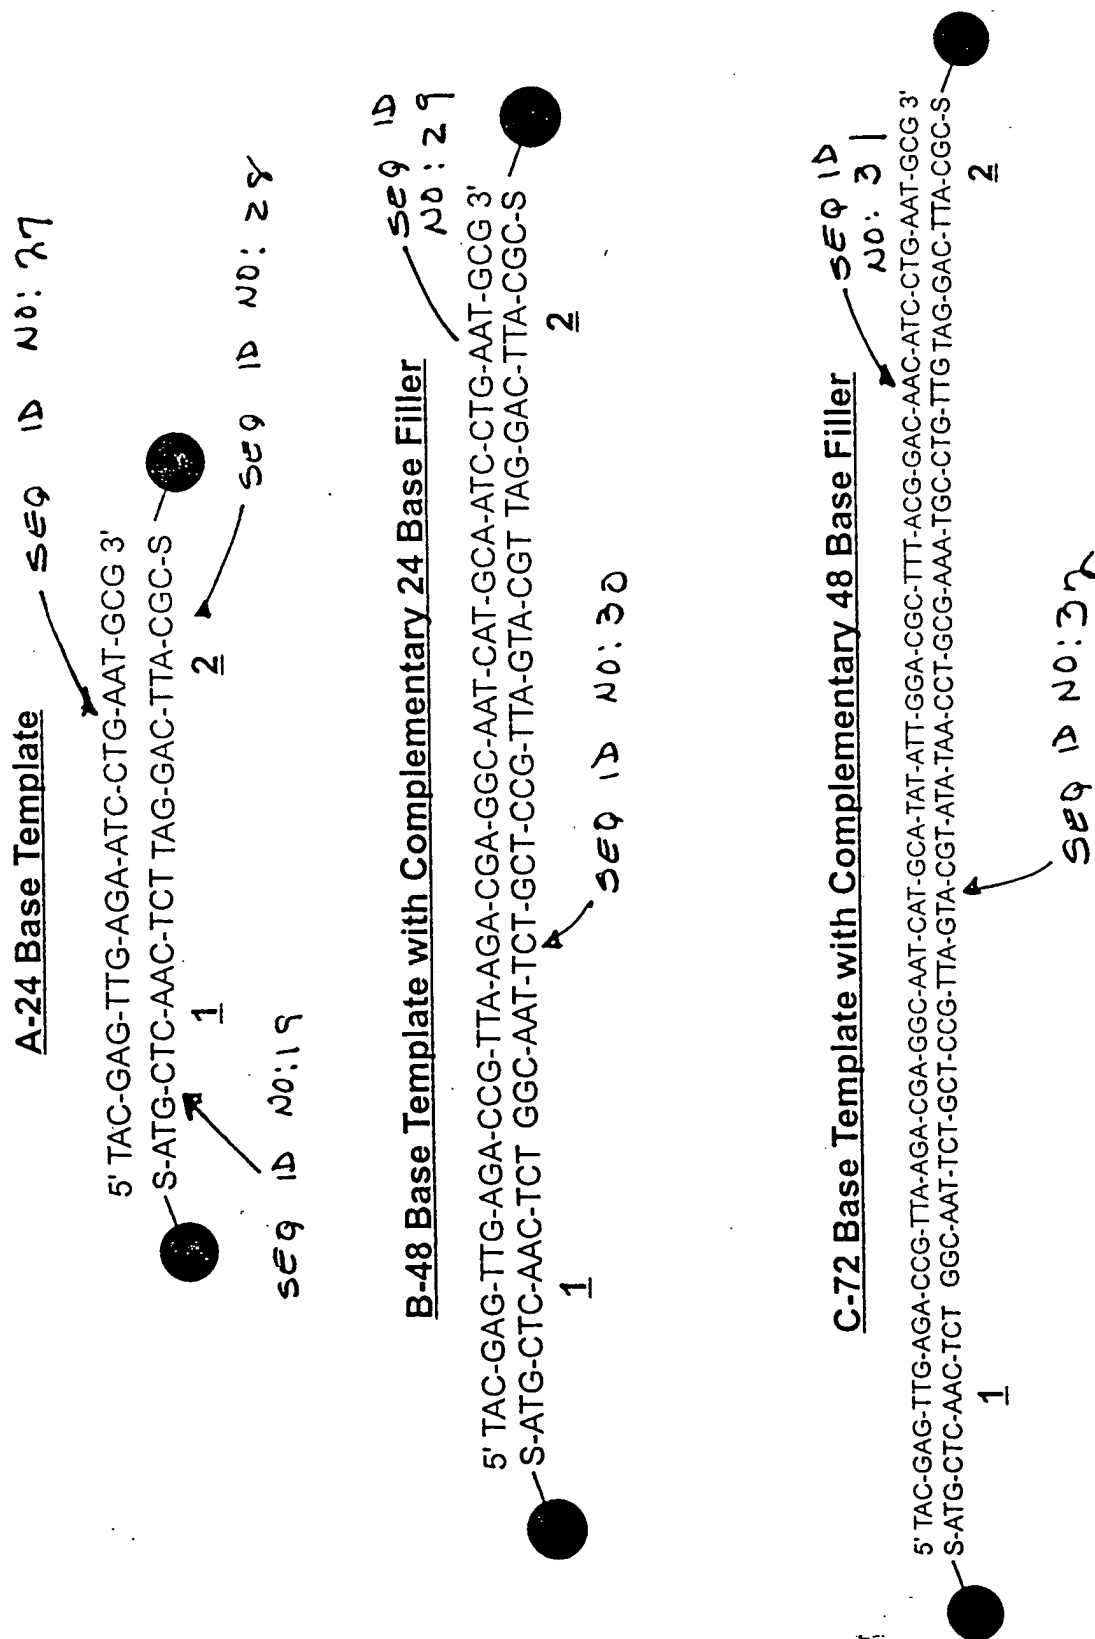 A-24 Base Template
SEQ ID NO: 27
5' TAC-GAG-TTG-AGA-ATC-CTG-AAT-GCG 3'
S-ATG-CTC-AAC-TCT TAG-GAC-TTA-CGC-S
1
2
SEQ ID NO:19
SEQ ID NO: 28
B-48 Base Template with Complementary 24 Base Filler
SEQ ID
NO: 29
5' TAC-GAG-TTG-AGA-CCG-TTA-AGA-CGA-GGC-AAT-CAT-GCA-ATC-CTG-AAT-GCG 3'
S-ATG-CTC-AAC-TCT GGC-AAT-TCT-GCT-CCG-TTA-GTA-CGT TAG-GAC-TTA-CGC-S
1
2
SEQ ID NO:30
C-72 Base Template with Complementary 48 Base Filler
SEQ ID
NO: 31
5' TAC-GAG-TTG-AGA-CCG-TTA-AGA-CGA-GGC-AAT-CAT-GCA-TAT-ATT-GGA-CGC-TTT-ACG-GAC-AAC-ATC-CTG-AAT-GCG 3'
S-ATG-CTC-AAC-TCT GGC-AAT-TCT-GCT-CCG-TTA-GTA-CGT-ATA-TAA-CCT-GCG-AAA-TGC-CTG-TTG TAG-GAC-TTA-CGC-S
1
2
SEQ ID NO:32